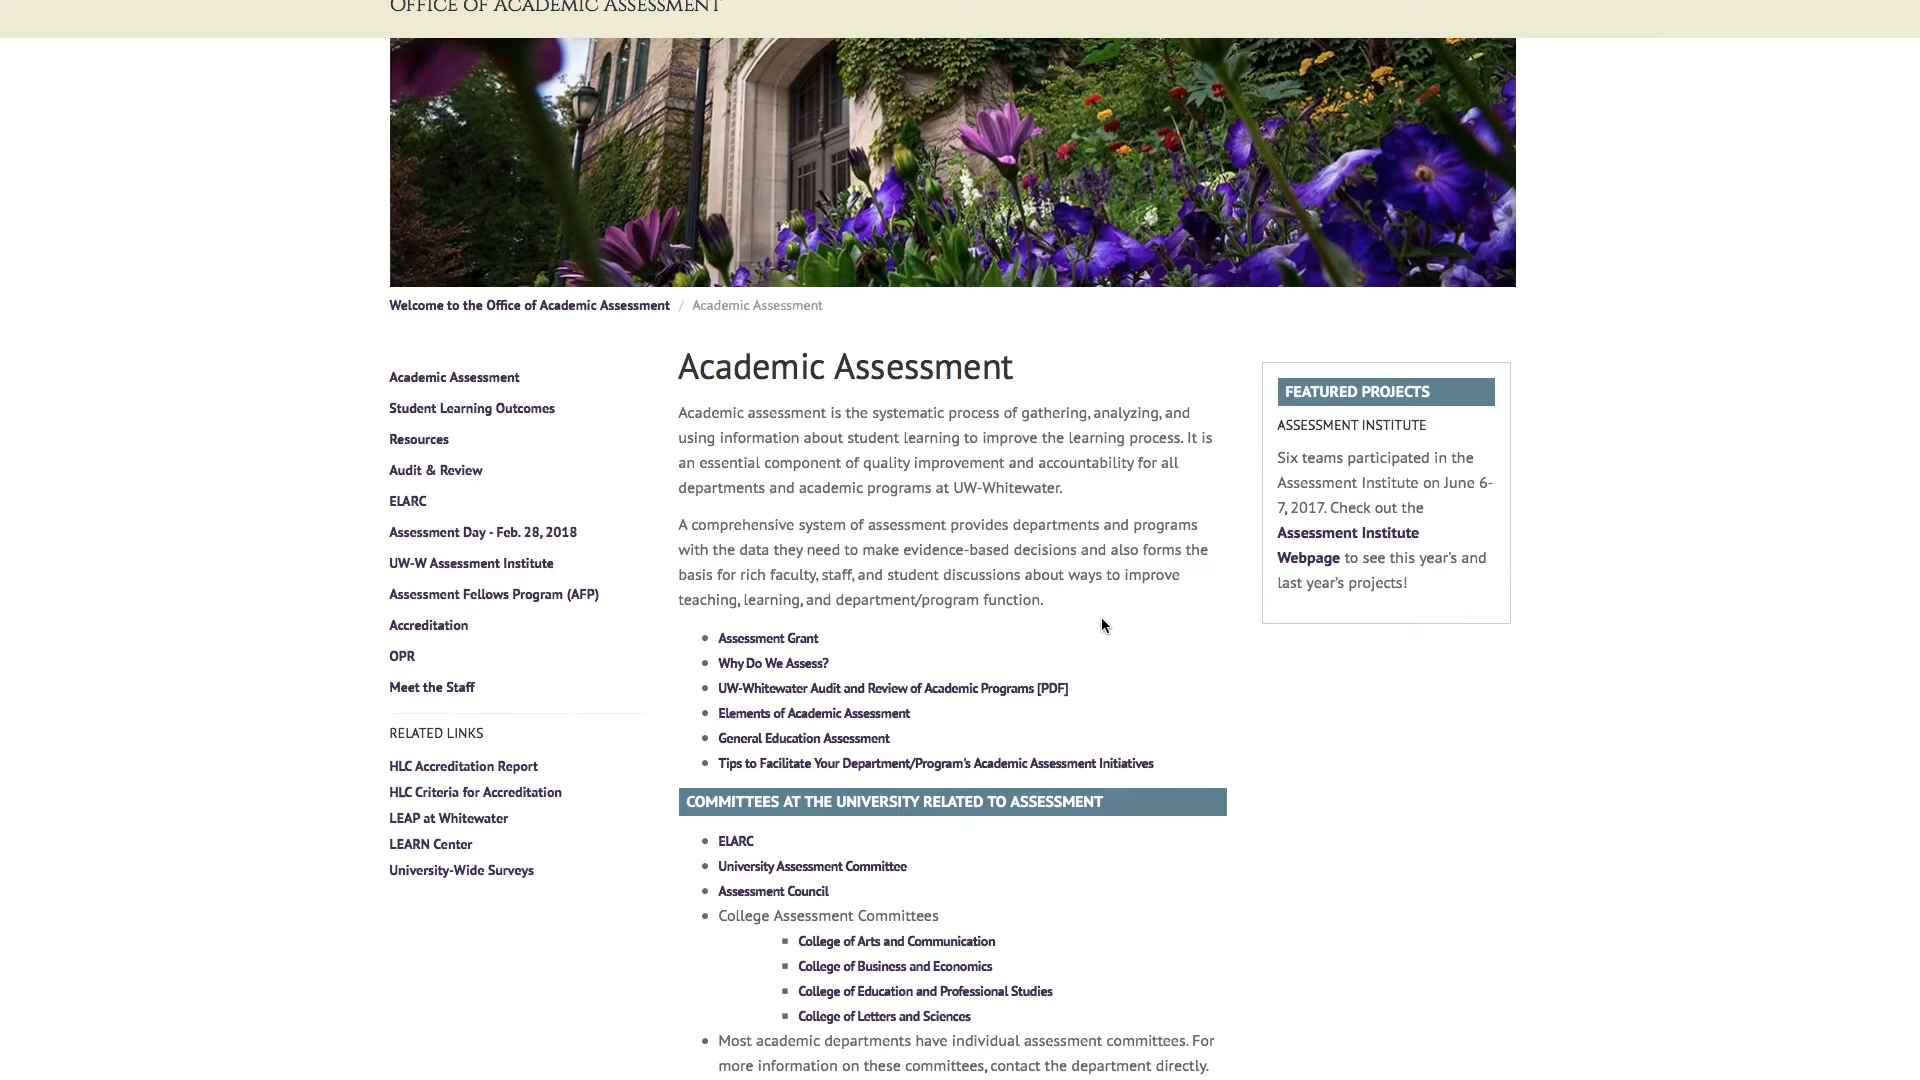 OFFICE OF ACADEMIC ASSESSMENT
Welcome to the Office of Academic Assessment / Academic Assessment
Academic Assessment
Student Learning Outcomes
Resources
Audit & Review
ELARC
Assessment Day - Feb. 28, 2018
UW-W Assessment Institute
Assessment Fellows Program (AFP)
Accreditation
OPR
Meet the Staff
RELATED LINKS
HLC Accreditation Report
HLC Criteria for Accreditation
LEAP at Whitewater
LEARN Center
University-Wide Surveys
Academic Assessment
Academic assessment is the systematic process of gathering, analyzing, and
using information about student learning to improve the learning process. It is
an essential component of quality improvement and accountability for all
departments and academic programs at UW-Whitewater.
A comprehensive system of assessment provides departments and programs
with the data they need to make evidence-based decisions and also forms the
basis for rich faculty, staff, and student discussions about ways to improve
teaching, learning, and department/program function.
Assessment Grant
Why Do We Assess?
UW-Whitewater Audit and Review of Academic Programs [PDF]
Elements of Academic Assessment
General Education Assessment
Tips to Facilitate Your Department/Program's Academic Assessment Initiatives
COMMITTEES AT THE UNIVERSITY RELATED TO ASSESSMENT
ELARC
University Assessment Committee
Assessment Council
College Assessment Committees
College of Arts and Communication
College of Business and Economics
College of Education and Professional Studies
College of Letters and Sciences
Most academic departments have individual assessment committees. For
more information on these committees, contact the department directly.
FEATURED PROJECTS
ASSESSMENT INSTITUTE
Six teams participated in the
Assessment Institute on June 6-
7, 2017. Check out the
Assessment Institute
Webpage to see this year's and
last year's projects!